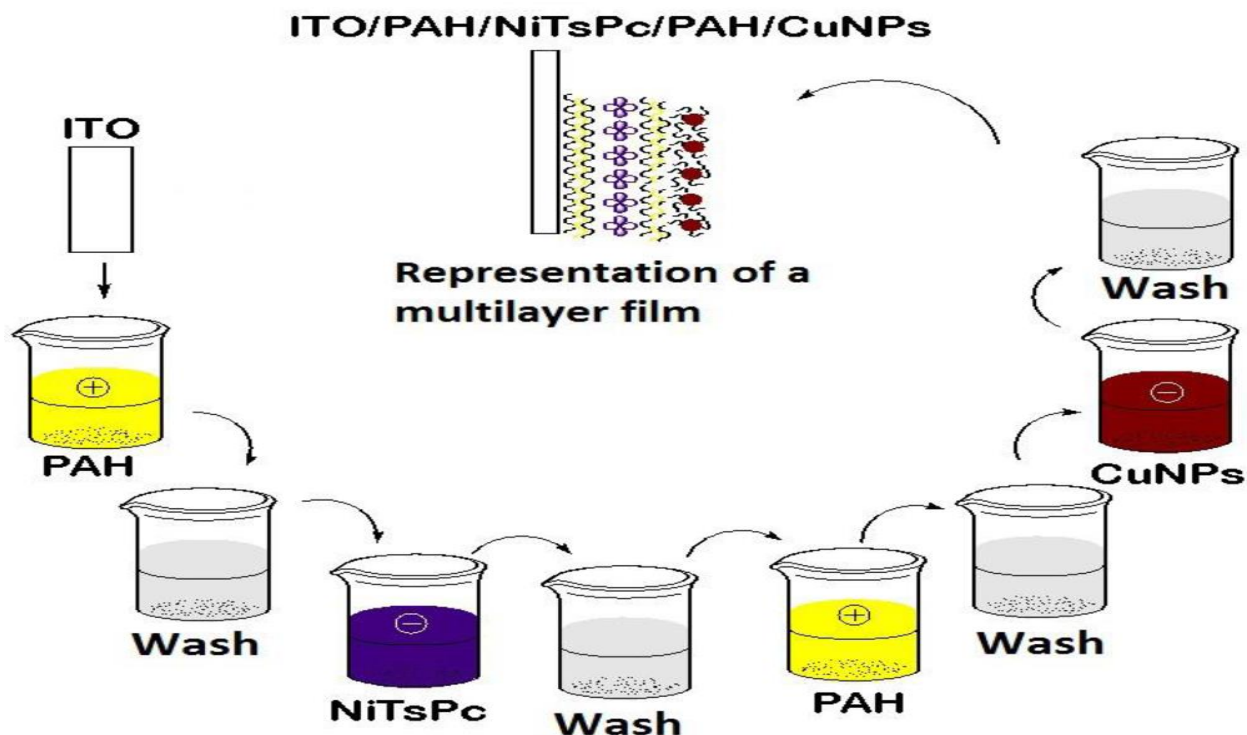 ITO/PAH/NiTsPc/PAH/CuNPs
ITO
Representation of a
multilayer film
PAH
Wash
NiTsPc
Wash
PAH
Wash
CuNPs
Wash